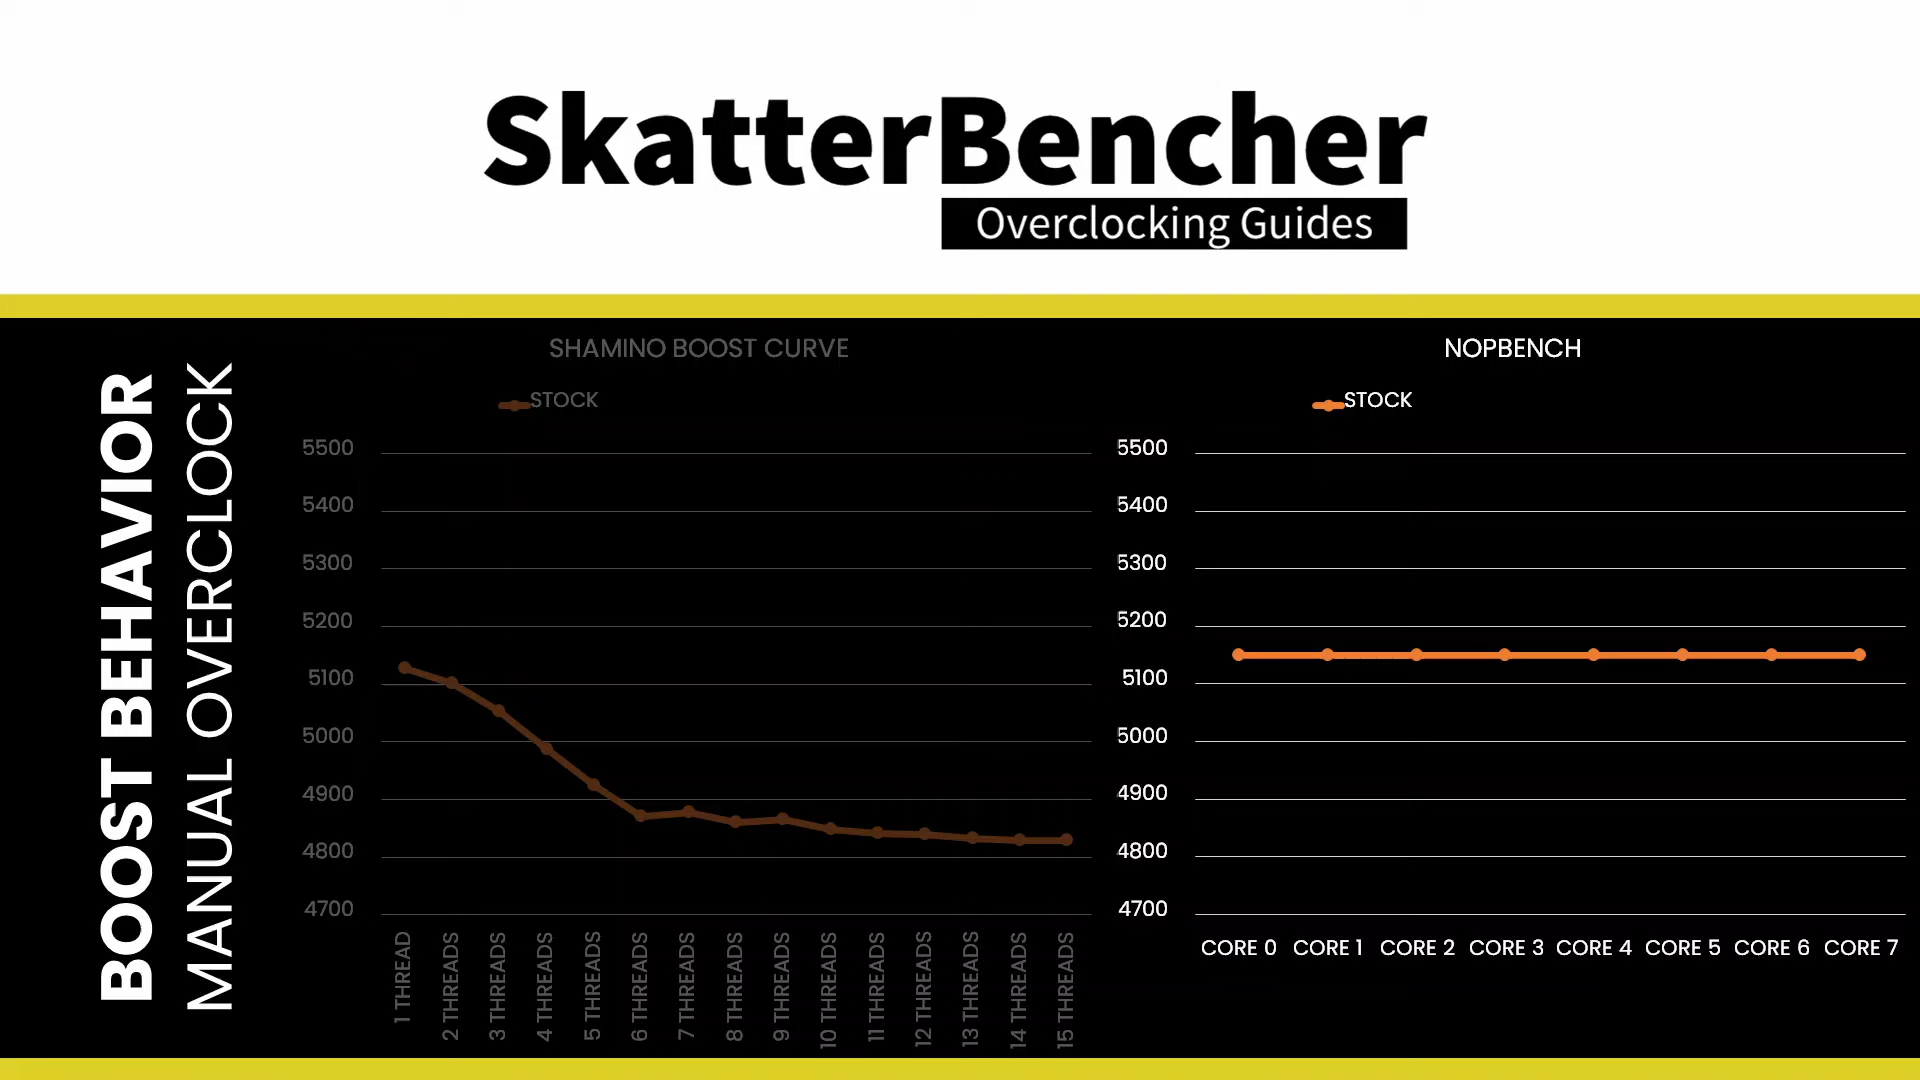 SkatterBencher
Overclocking Guides
BOOST BEHAVIOR
MANUAL OVERCLOCK
SHAMINO BOOST CURVE
STOCK
5500
5400
5300
5200
5100
5000
4900
4800
4700
1 THREAD
2 THREADS
3 THREADS
4 THREADS
5 THREADS
6 THREADS
7 THREADS
8 THREADS
9 THREADS
10 THREADS
11 THREADS
12 THREADS
13 THREADS
14 THREADS
15 THREADS
NOPBENCH
STOCK
5500
5400
5300
5200
5100
5000
4900
4800
4700
CORE 0 CORE 1 CORE 2 CORE 3 CORE 4 CORE 5 CORE 6 CORE 7